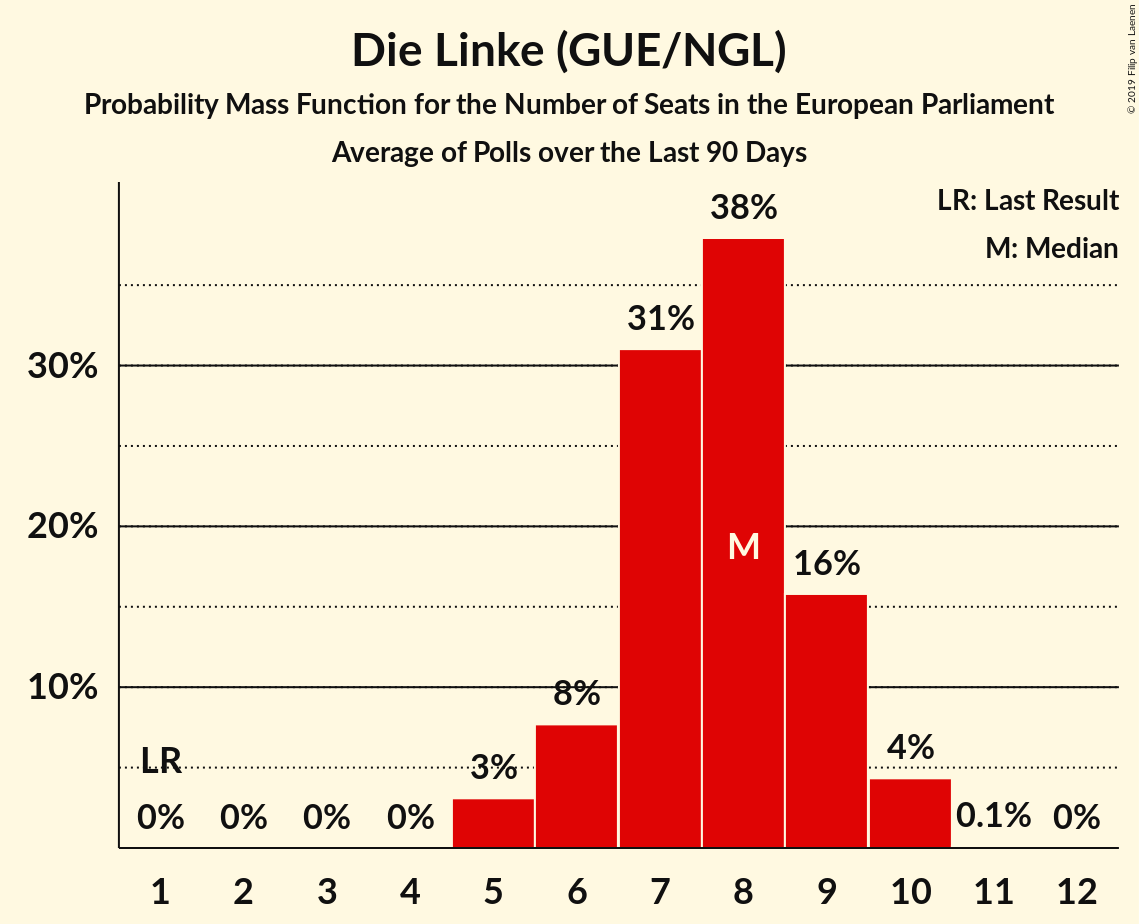 Die Linke (GUE/NGL)
Probability Mass Function for the Number of Seats in the European Parliament
Average of Polls over the Last 90 Days
© 2019 Filip van Laenen
LR: Last Result
M: Median
38%
31%
30%
20%
M
16%
10%
8%
LR
3%
4%
0%
0%
0%
0%
0.1%
0%
1 2 3 4 5 6 7 8 9 10 11 12